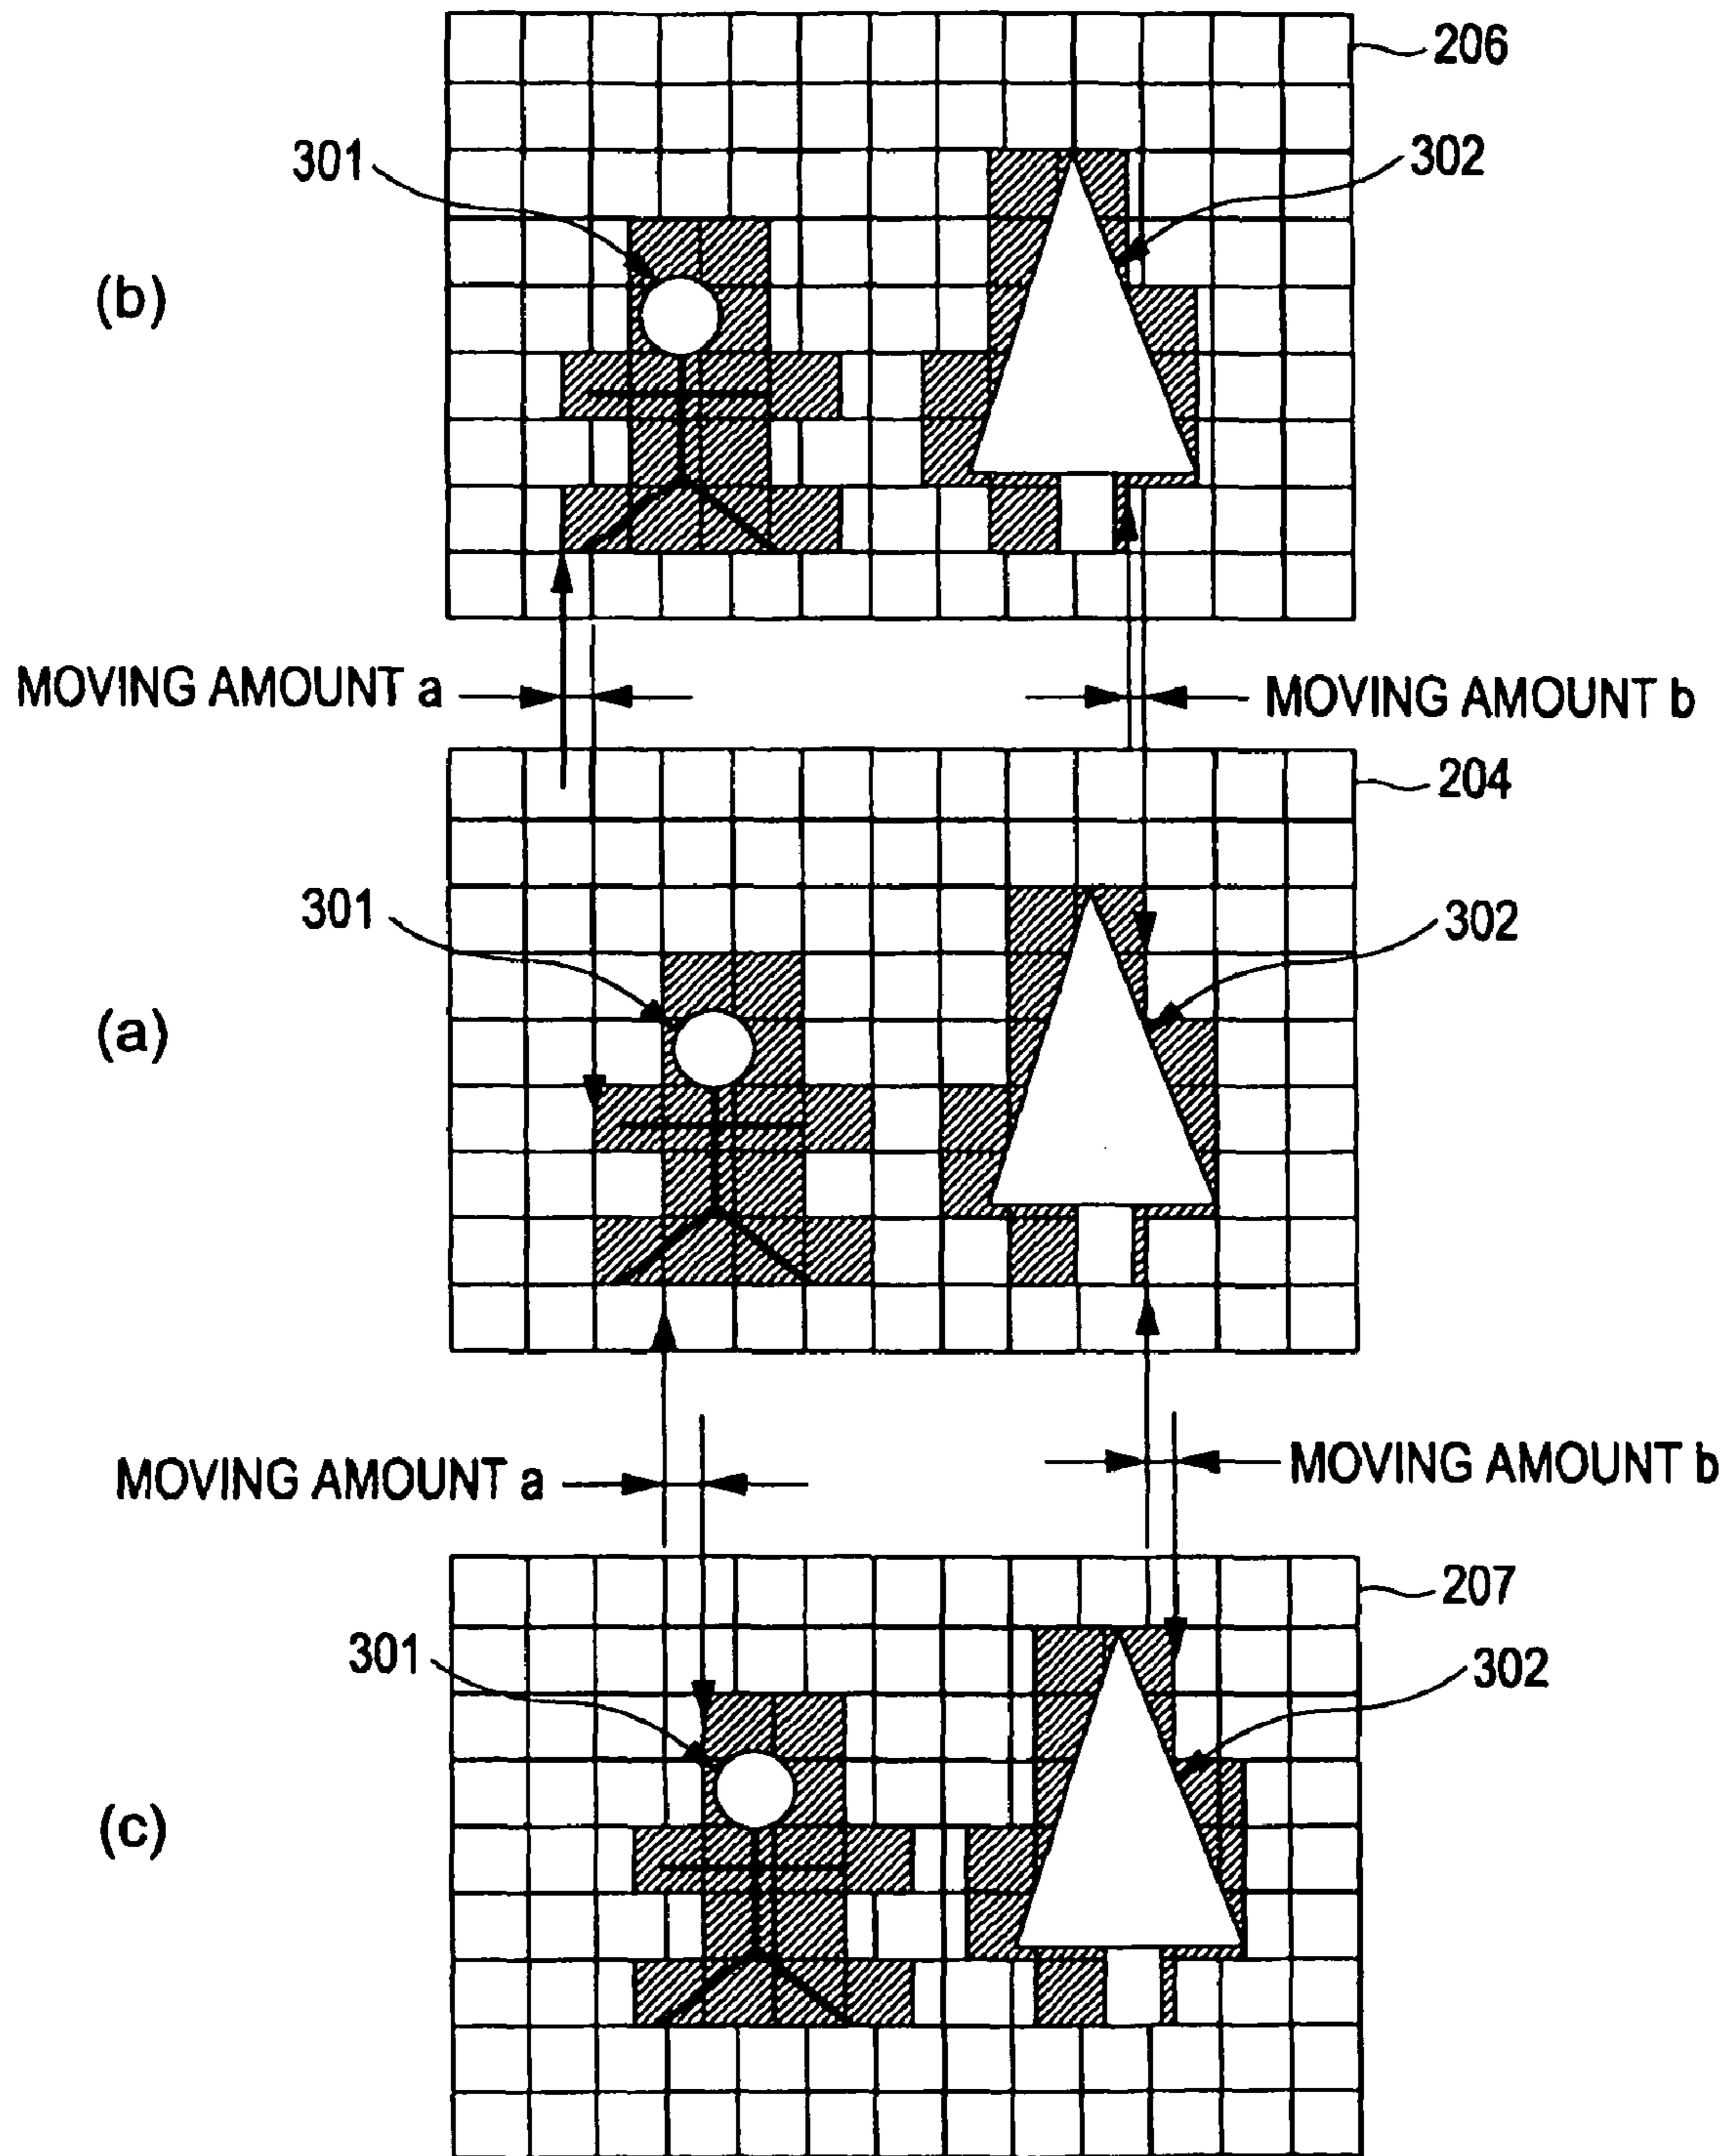 206
301
302
(b)
MOVING AMOUNT a
MOVING AMOUNT b
204
301
302
(a)
MOVING AMOUNT a
MOVING AMOUNT b
207
301
302
(c)